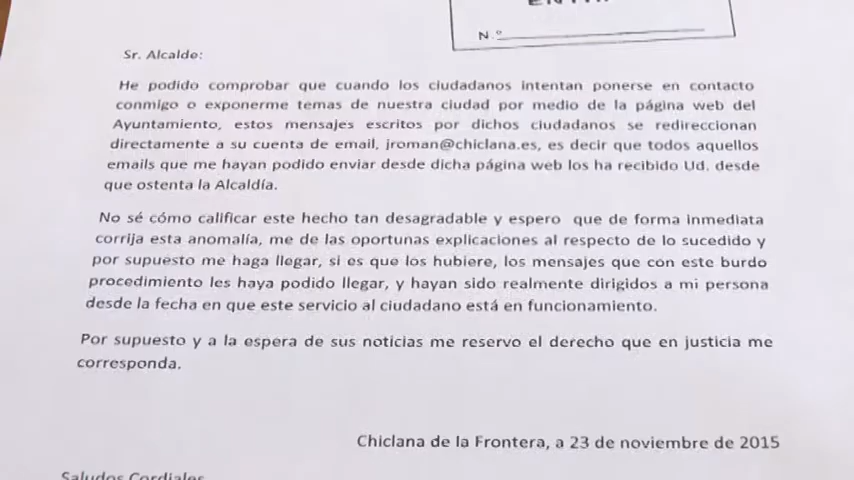 N.º
Sr. Alcalde:
He podido comprobar que cuando los ciudadanos intentan ponerse en contacto
conmigo o exponerme temas de nuestra ciudad por medio de la página web del
Ayuntamiento, estos mensajes escritos por dichos ciudadanos se redireccionan
directamente a su cuenta de email, jroman@chiclana.es, es decir que todos aquellos
emails que me hayan podido enviar desde dicha página web los ha recibido Ud. desde
que ostenta la Alcaldía.
No sé cómo calificar este hecho tan desagradable y espero que de forma inmediata
corrija esta anomalía, me de las oportunas explicaciones al respecto de lo sucedido y
por supuesto me haga llegar, si es que los hubiere, los mensajes que con este burdo
procedimiento les haya podido llegar, y hayan sido realmente dirigidos a mi persona
desde la fecha en que este servicio al ciudadano está en funcionamiento.
Por supuesto y a la espera de sus noticias me reservo el derecho que en justicia me
corresponda.
Chiclana de la Frontera, a 23 de noviembre de 2015
Saludos Cordiales